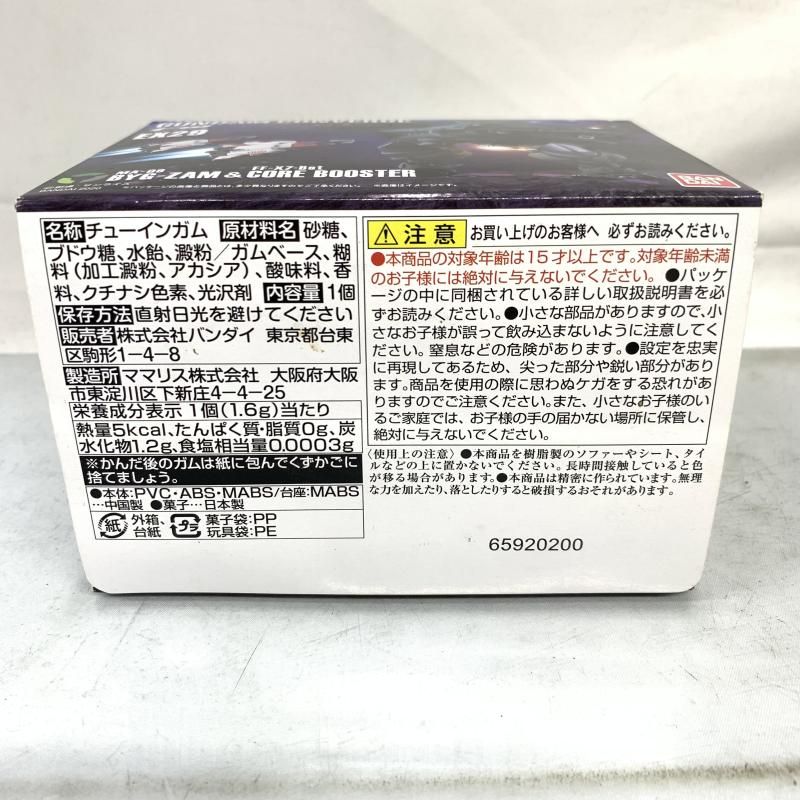 EX29
BYG-ZAM & CORE BOOSTER
FF-X7-Bst
BAN
DAI
名称 チューインガム 原材料名 砂糖、
ブドウ糖、水飴、澱粉/ガムベース、糊
料(加工澱粉、アカシア)、酸味料、香
料、クチナシ色素、光沢剤 内容量 1個
保存方法 直射日光を避けてください
販売者 株式会社バンダイ 東京都台東
区駒形1-4-8
製造所 ママリス株式会社 大阪府大阪
市東淀川区下新庄4-4-25
栄養成分表示 1個(1.6g)当たり
熱量5kcal、たんぱく質・脂質0g、炭
水化物1.2g、食塩相当量0.0003g
※かんだ後のガムは紙に包んでくずかごに
捨てましょう。
●本体:PVC・ABS・MABS/台座:MABS
…中国製 ●菓子…日本製
紙 外箱、
台紙
プラ 菓子袋:PP
玩具袋:PE
注意 お買い上げのお客様へ 必ずお読みください。
●本商品の対象年齢は15才以上です。対象年齢未満
のお子様には絶対に与えないでください。●パッケ
ージの中に同梱されている詳しい取扱説明書を必
ずお読みください。●小さな部品がありますので、小
さなお子様が誤って飲み込まないように注意してく
ださい。窒息などの危険があります。●設定を忠実
に再現してあるため、尖った部分や鋭い部分があり
ます。商品を使用の際に思わぬケガをする恐れがあ
りますのでご注意ください。また、小さなお子様のい
るご家庭では、お子様の手の届かない場所に保管し、
絶対に与えないでください。
〈使用上の注意〉●本商品を樹脂製のソファーやシート、タイ
ルなどの上に置かないでください。長時間接触していると色
が移る場合があります。●本商品は精密に作られています。無理
な力を加えたり、落としたりすると破損するおそれがあります。
65920200